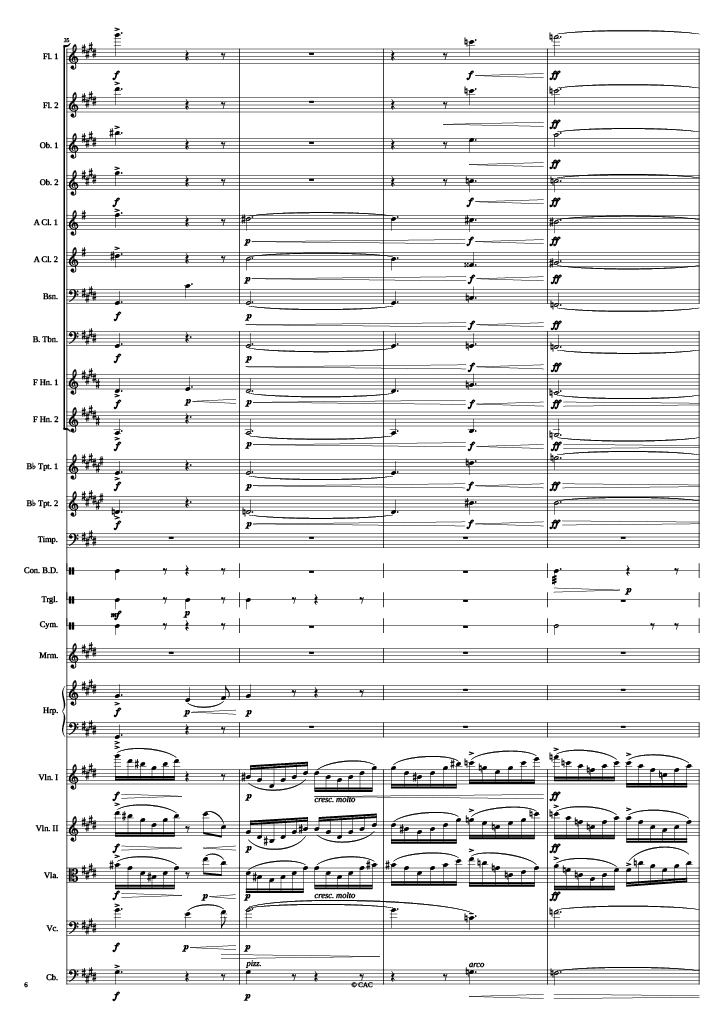 35
Fl. 1
f f ff
Fl. 2
f ff
Ob. 1
f ff
Ob. 2
f f ff
A Cl. 1
p f ff
A Cl. 2
p f ff
Bsn.
f p f ff
B. Tbn.
f p f ff
F Hn. 1
f p p f ff
F Hn. 2
f p f ff
B♭ Tpt. 1
f p f ff
B♭ Tpt. 2
f p f ff
Timp.
Con. B.D.
p
Trgl.
mf p
Cym.
Mrm.
Hrp.
f p p
Vln. I
f p cresc. molto ff
Vln. II
f p cresc. molto ff
Vla.
f p p cresc. molto ff
Vc.
f p p
pizz. arco
Cb.
f p
6
© CAC